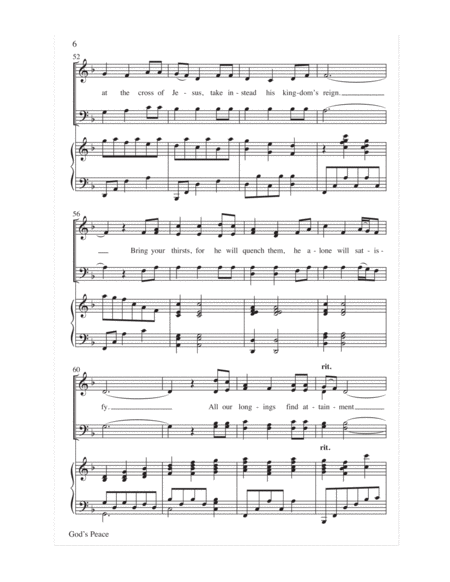 6
52
at the cross of Je - sus, take in - stead his king - dom's reign.
56
Bring your thirsts, for he will quench them, he a - lone will sat - is -
60
rit.
fy. All our long - ings find at - tain - ment
rit.
God's Peace